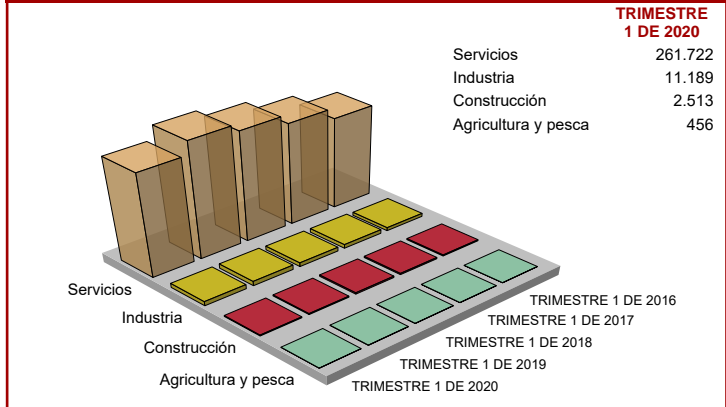 TRIMESTRE
1 DE 2020
Servicios 261.722
Industria 11.189
Construcción 2.513
Agricultura y pesca 456
Servicios
Industria
Construcción
Agricultura y pesca
TRIMESTRE 1 DE 2016
TRIMESTRE 1 DE 2017
TRIMESTRE 1 DE 2018
TRIMESTRE 1 DE 2019
TRIMESTRE 1 DE 2020